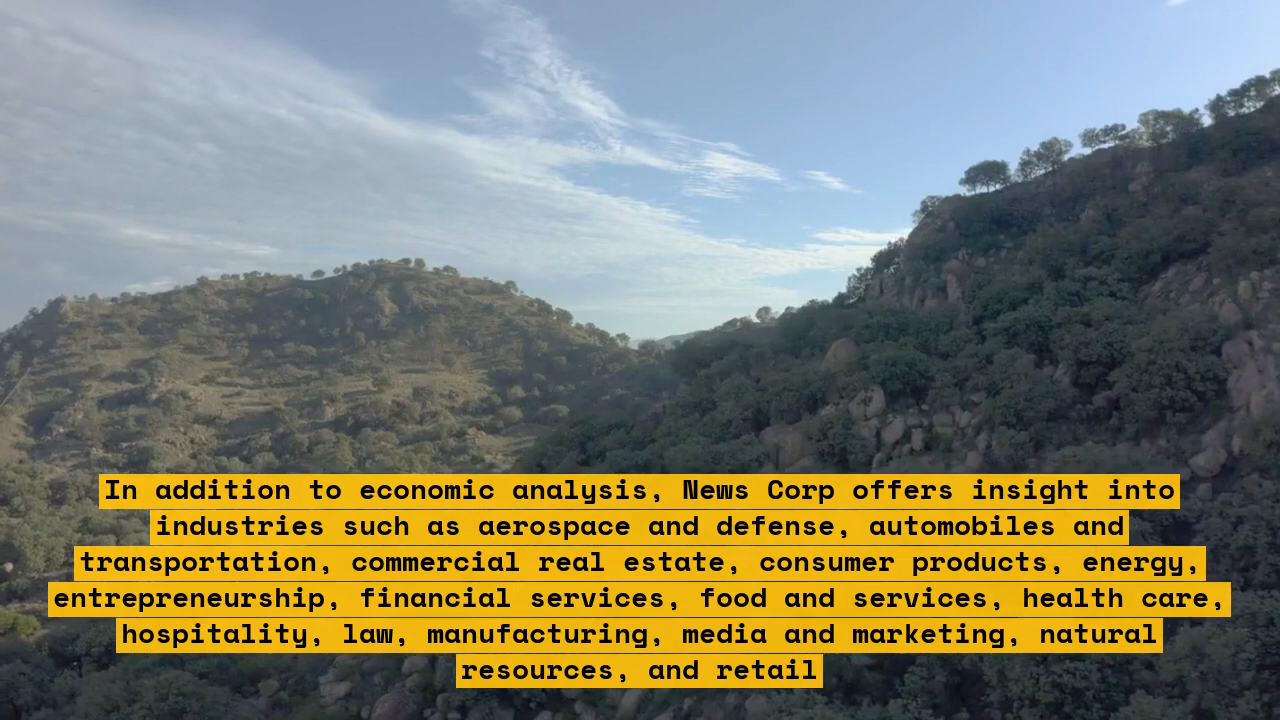 In addition to economic analysis, News Corp offers insight into
industries such as aerospace and defense, automobiles and
transportation, commercial real estate, consumer products, energy,
entrepreneurship, financial services, food and services, health care,
hospitality, law, manufacturing, media and marketing, natural
resources, and retail